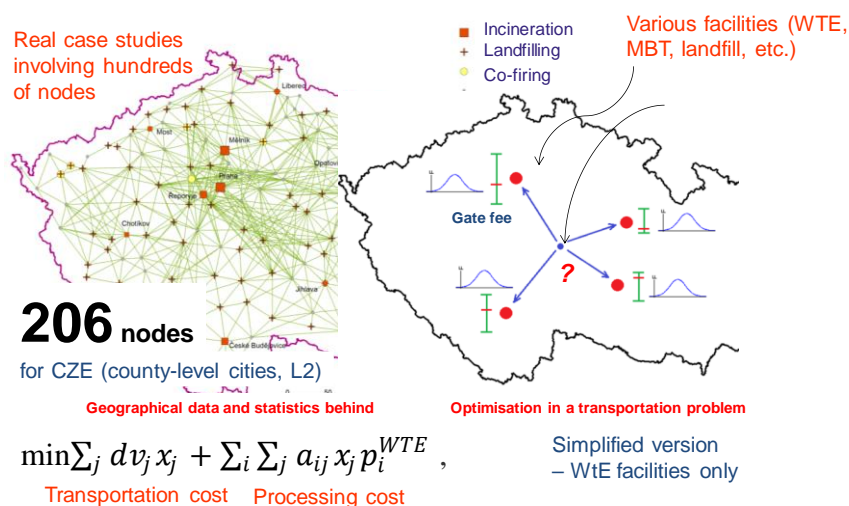 Real case studies
involving hundreds
of nodes
Incineration
Landfilling
Co-firing
Various facilities (WTE,
MBT, landfill, etc.)
Liberec
Most
Mělník
Praha
Řeporyje
Chotíkov
Jihlava
České Budějovice
Gate fee
?
206 nodes
for CZE (county-level cities, L2)
0 50
Geographical data and statistics behind
Optimisation in a transportation problem
min∑j dvj xj + ∑i ∑j aij xj pi^WTE ,
Transportation cost Processing cost
Simplified version
– WtE facilities only